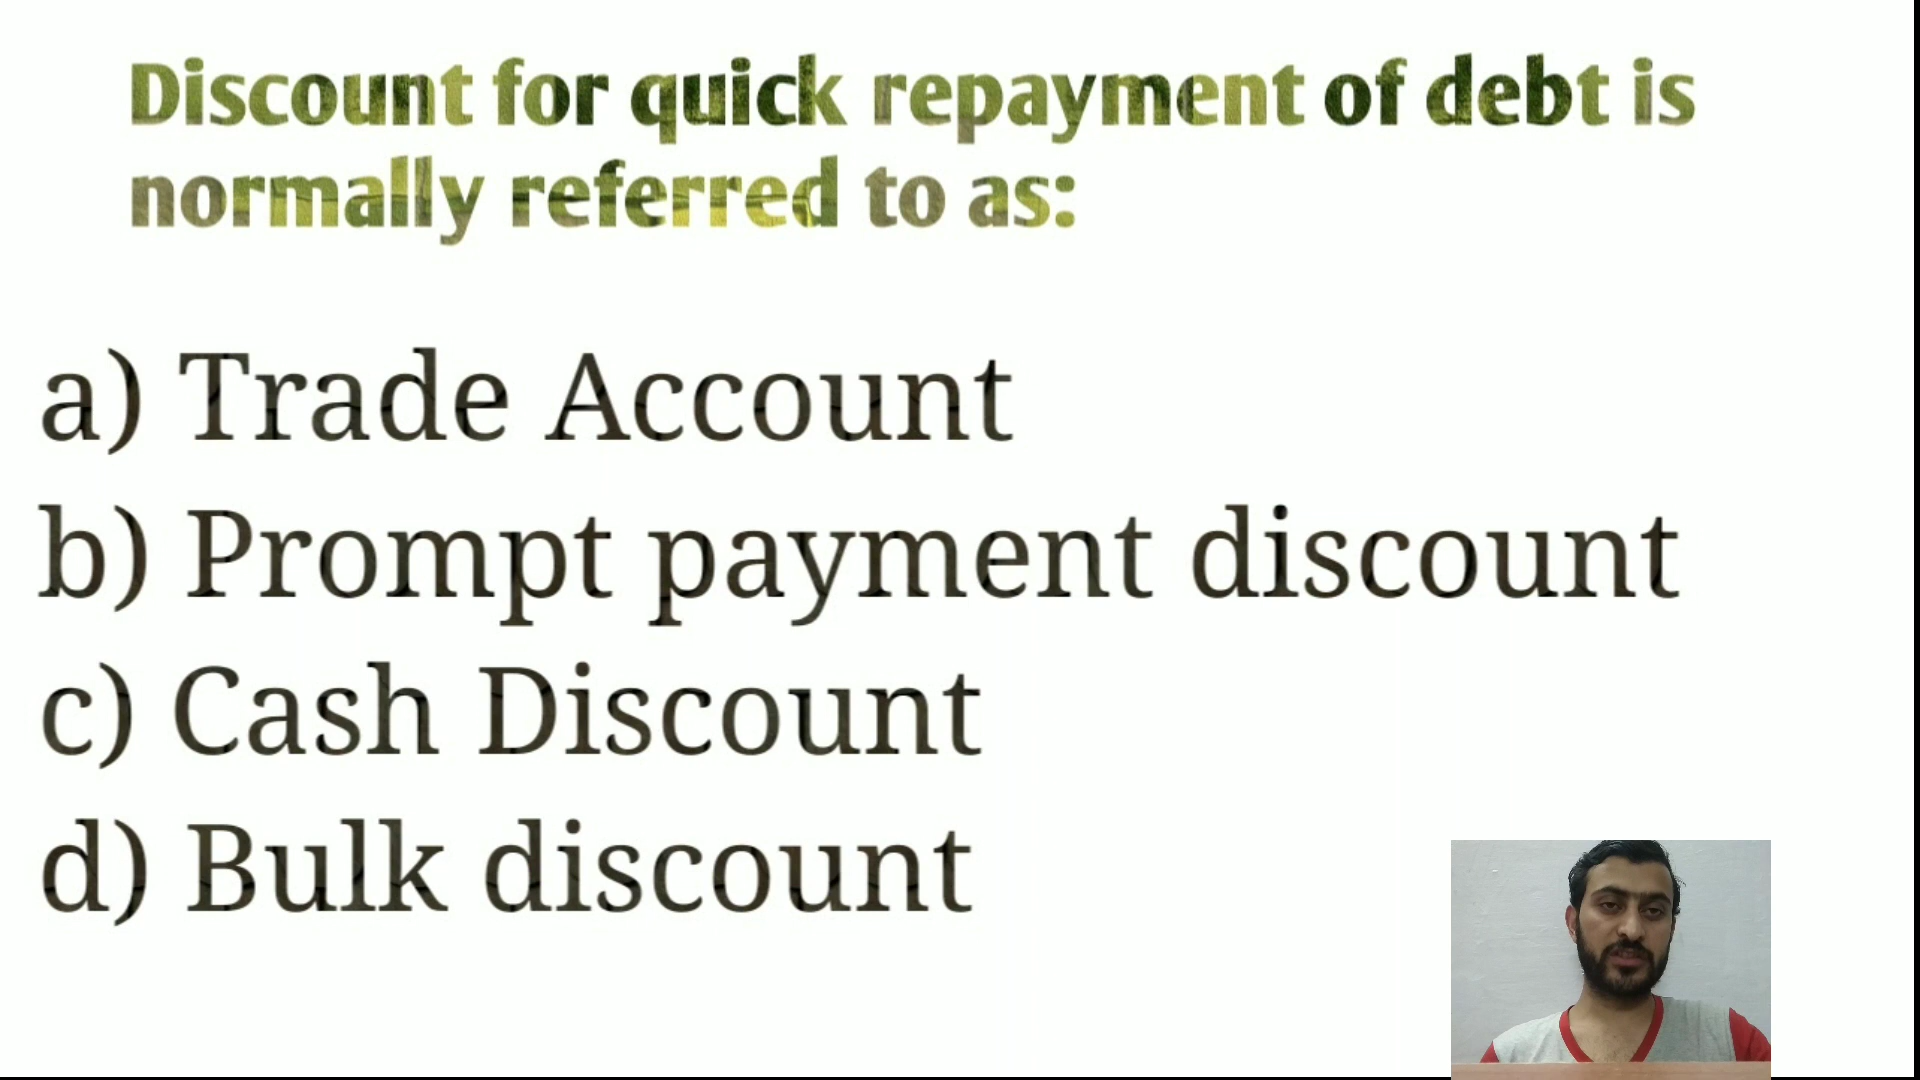 Discount for quick repayment of debt is
normally referred to as:
a) Trade Account
b) Prompt payment discount
c) Cash Discount
d) Bulk discount